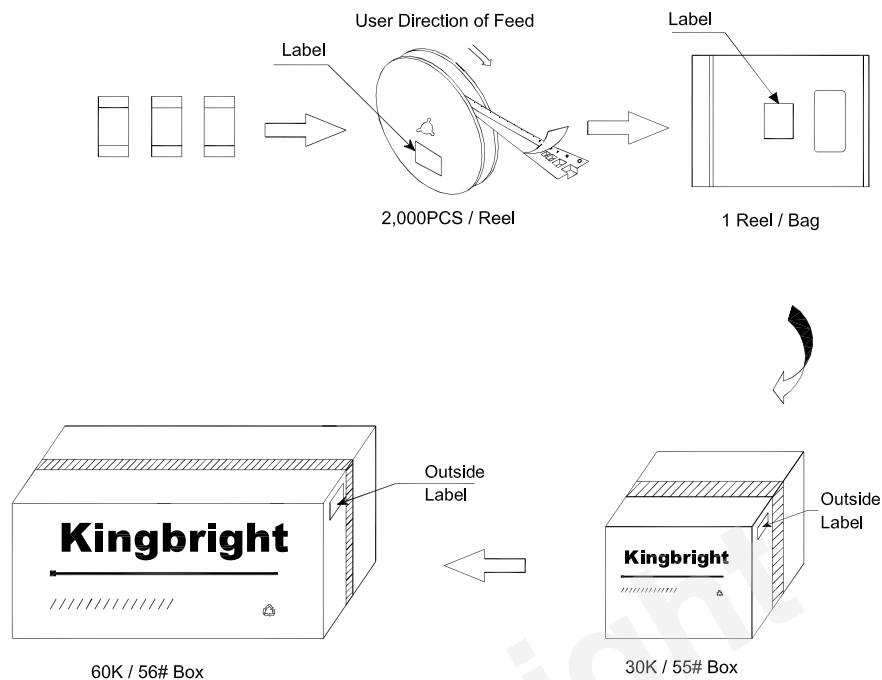 User Direction of Feed
Label
Label
2,000PCS / Reel
1 Reel / Bag
Outside
Label
Kingbright
60K / 56# Box
Outside
Label
Kingbright
30K / 55# Box